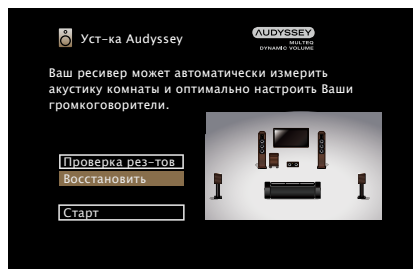 Уст-ка Audyssey
AUDYSSEY
MULTEQ
DYNAMIC VOLUME
Ваш ресивер может автоматически измерить
акустику комнаты и оптимально настроить Ваши
громкоговорители.
Проверка рез-тов
Восстановить
Старт